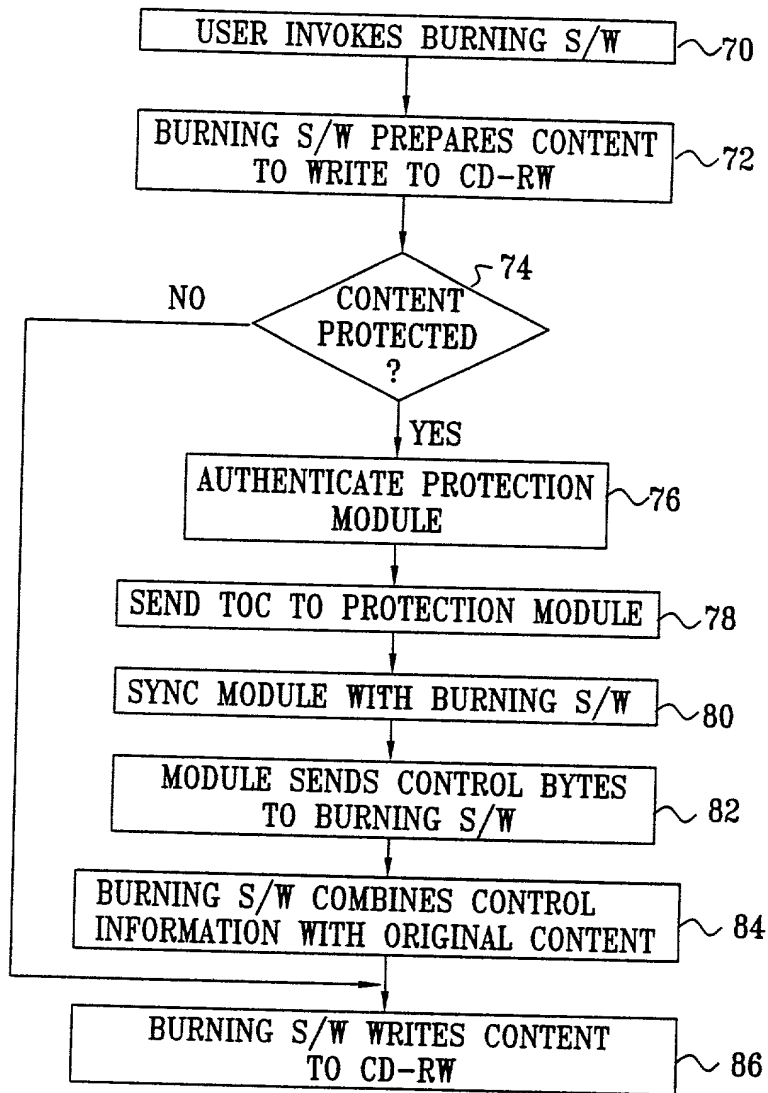 USER INVOKES BURNING S/W
70
BURNING S/W PREPARES CONTENT
TO WRITE TO CD-RW
72
74
NO
CONTENT
PROTECTED
?
YES
AUTHENTICATE PROTECTION
MODULE
76
SEND TOC TO PROTECTION MODULE
78
SYNC MODULE WITH BURNING S/W
80
MODULE SENDS CONTROL BYTES
TO BURNING S/W
82
BURNING S/W COMBINES CONTROL
INFORMATION WITH ORIGINAL CONTENT
84
BURNING S/W WRITES CONTENT
TO CD-RW
86